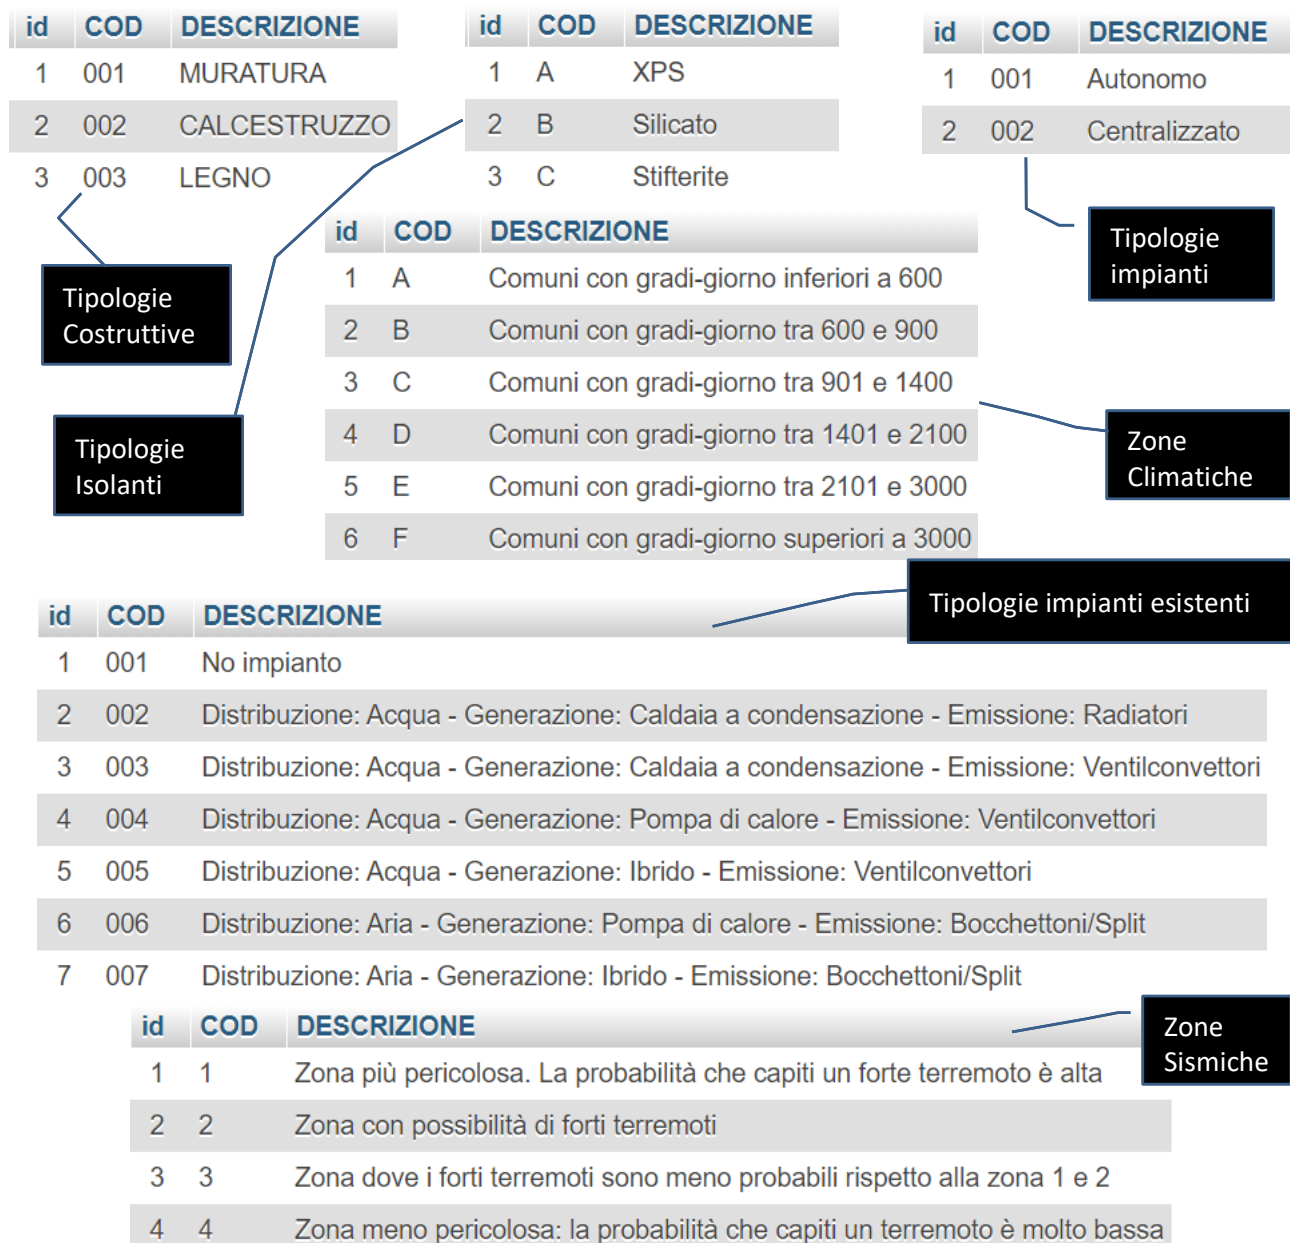 id COD DESCRIZIONE
1 001 MURATURA
2 002 CALCESTRUZZO
3 003 LEGNO
id COD DESCRIZIONE
1 A XPS
2 B Silicato
3 C Stifterite
id COD DESCRIZIONE
1 001 Autonomo
2 002 Centralizzato
Tipologie
Costruttive
Tipologie
Isolanti
Tipologie
impianti
id COD DESCRIZIONE
1 A Comuni con gradi-giorno inferiori a 600
2 B Comuni con gradi-giorno tra 600 e 900
3 C Comuni con gradi-giorno tra 901 e 1400
4 D Comuni con gradi-giorno tra 1401 e 2100
5 E Comuni con gradi-giorno tra 2101 e 3000
6 F Comuni con gradi-giorno superiori a 3000
Zone
Climatiche
Tipologie impianti esistenti
id COD DESCRIZIONE
1 001 No impianto
2 002 Distribuzione: Acqua - Generazione: Caldaia a condensazione - Emissione: Radiatori
3 003 Distribuzione: Acqua - Generazione: Caldaia a condensazione - Emissione: Ventilconvettori
4 004 Distribuzione: Acqua - Generazione: Pompa di calore - Emissione: Ventilconvettori
5 005 Distribuzione: Acqua - Generazione: Ibrido - Emissione: Ventilconvettori
6 006 Distribuzione: Aria - Generazione: Pompa di calore - Emissione: Bocchettoni/Split
7 007 Distribuzione: Aria - Generazione: Ibrido - Emissione: Bocchettoni/Split
id COD DESCRIZIONE
1 1 Zona più pericolosa. La probabilità che capiti un forte terremoto è alta
2 2 Zona con possibilità di forti terremoti
3 3 Zona dove i forti terremoti sono meno probabili rispetto alla zona 1 e 2
4 4 Zona meno pericolosa: la probabilità che capiti un terremoto è molto bassa
Zone
Sismiche